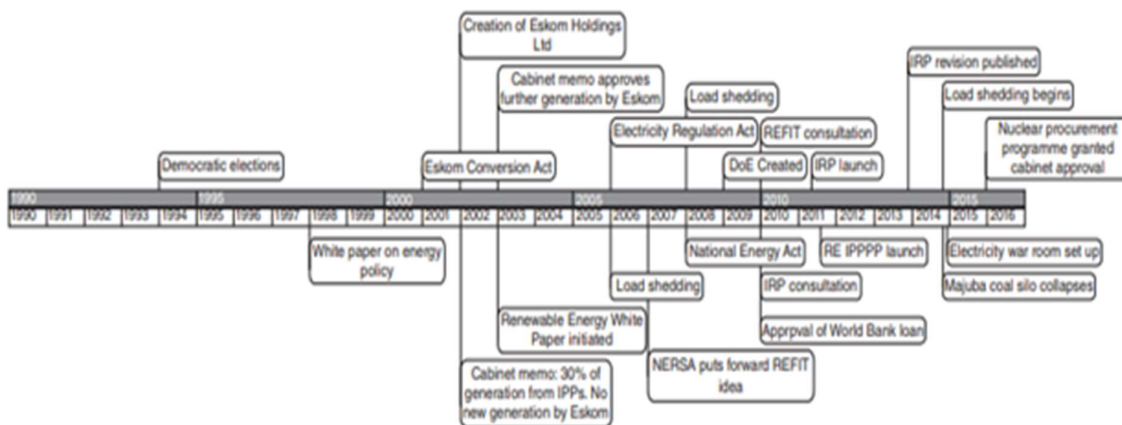 Creation of Eskom Holdings
Ltd
IRP revision published
Cabinet memo approves
further generation by Eskom
Load shedding
Load shedding begins
Electricity Regulation Act
REFIT consultation
Nuclear procurement
programme granted
cabinet approval
Democratic elections
Eskom Conversion Act
DoE Created
IRP launch
1990 1995 2000 2005 2010 2015
1990 1991 1992 1993 1994 1995 1996 1997 1998 1999 2000 2001 2002 2003 2004 2005 2006 2007 2008 2009 2010 2011 2012 2013 2014 2015 2016
White paper on energy
policy
National Energy Act
RE IPPPP launch
Electricity war room set up
Load shedding
IRP consultation
Majuba coal silo collapses
Renewable Energy White
Paper initiated
Apprpval of World Bank loan
Cabinet memo: 30% of
generation from IPPs. No
new generation by Eskom
NERSA puts forward REFIT
idea